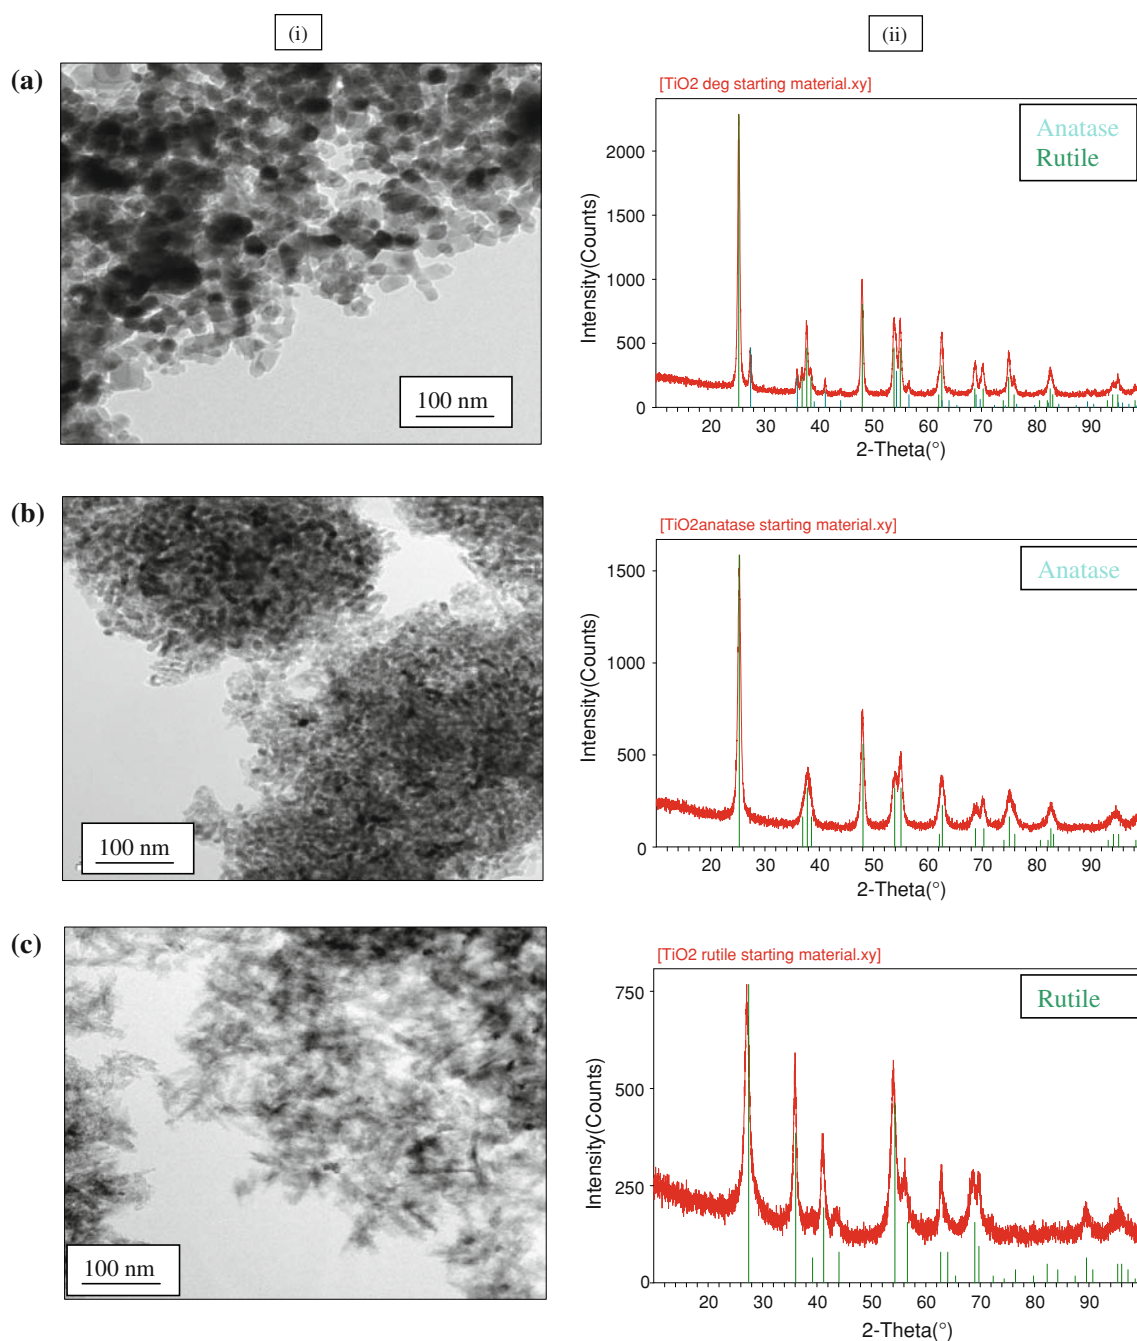 (i)
(ii)
(a)
100 nm
[TiO2 deg starting material.xy]
Anatase
Rutile
Intensity(Counts)
2000
1500
1000
500
0
20 30 40 50 60 70 80 90
2-Theta(°)
(b)
100 nm
[TiO2anatase starting material.xy]
Anatase
Intensity(Counts)
1500
1000
500
0
20 30 40 50 60 70 80 90
2-Theta(°)
(c)
100 nm
[TiO2 rutile starting material.xy]
Rutile
Intensity(Counts)
750
500
250
0
20 30 40 50 60 70 80 90
2-Theta(°)